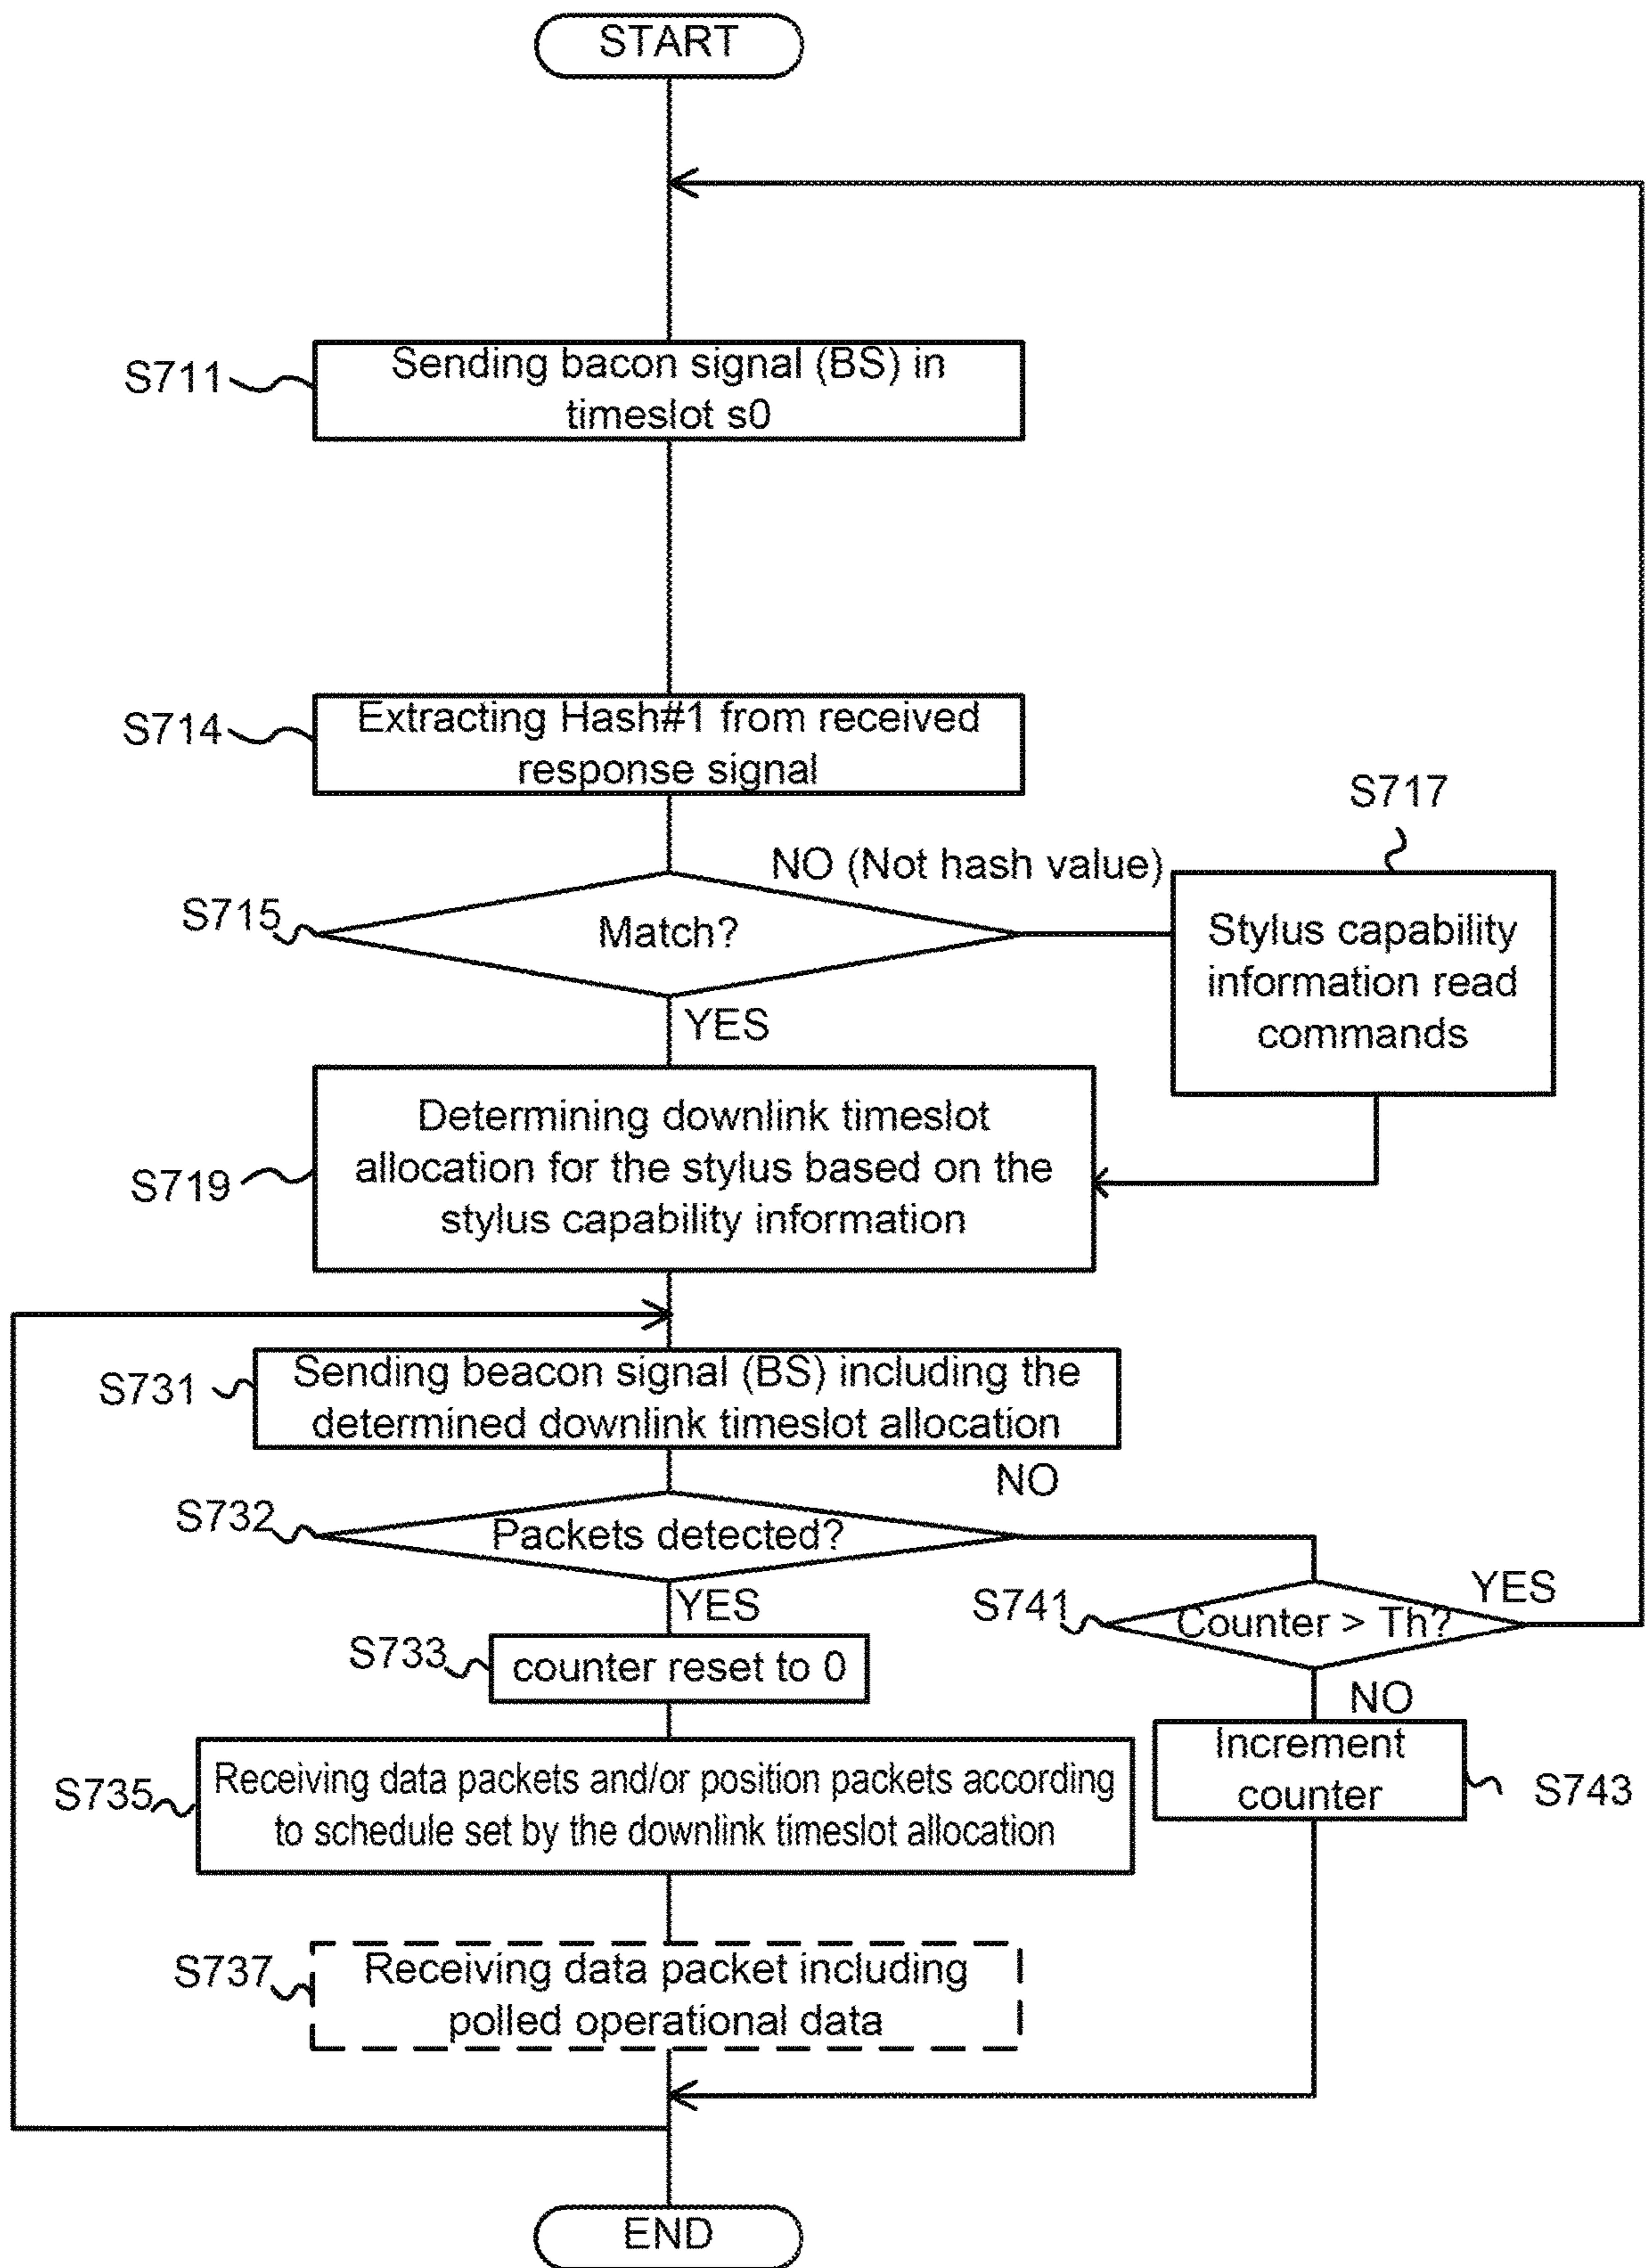 START
S711
Sending bacon signal (BS) in
timeslot s0
S714
Extracting Hash#1 from received
response signal
S717
NO (Not hash value)
S715
Match?
Stylus capability
information read
commands
YES
S719
Determining downlink timeslot
allocation for the stylus based on the
stylus capability information
S731
Sending beacon signal (BS) including the
determined downlink timeslot allocation
NO
S732
Packets detected?
YES
S741
Counter > Th?
YES
S733
counter reset to 0
NO
Increment
counter
S743
S735
Receiving data packets and/or position packets according
to schedule set by the downlink timeslot allocation
S737
Receiving data packet including
polled operational data
END